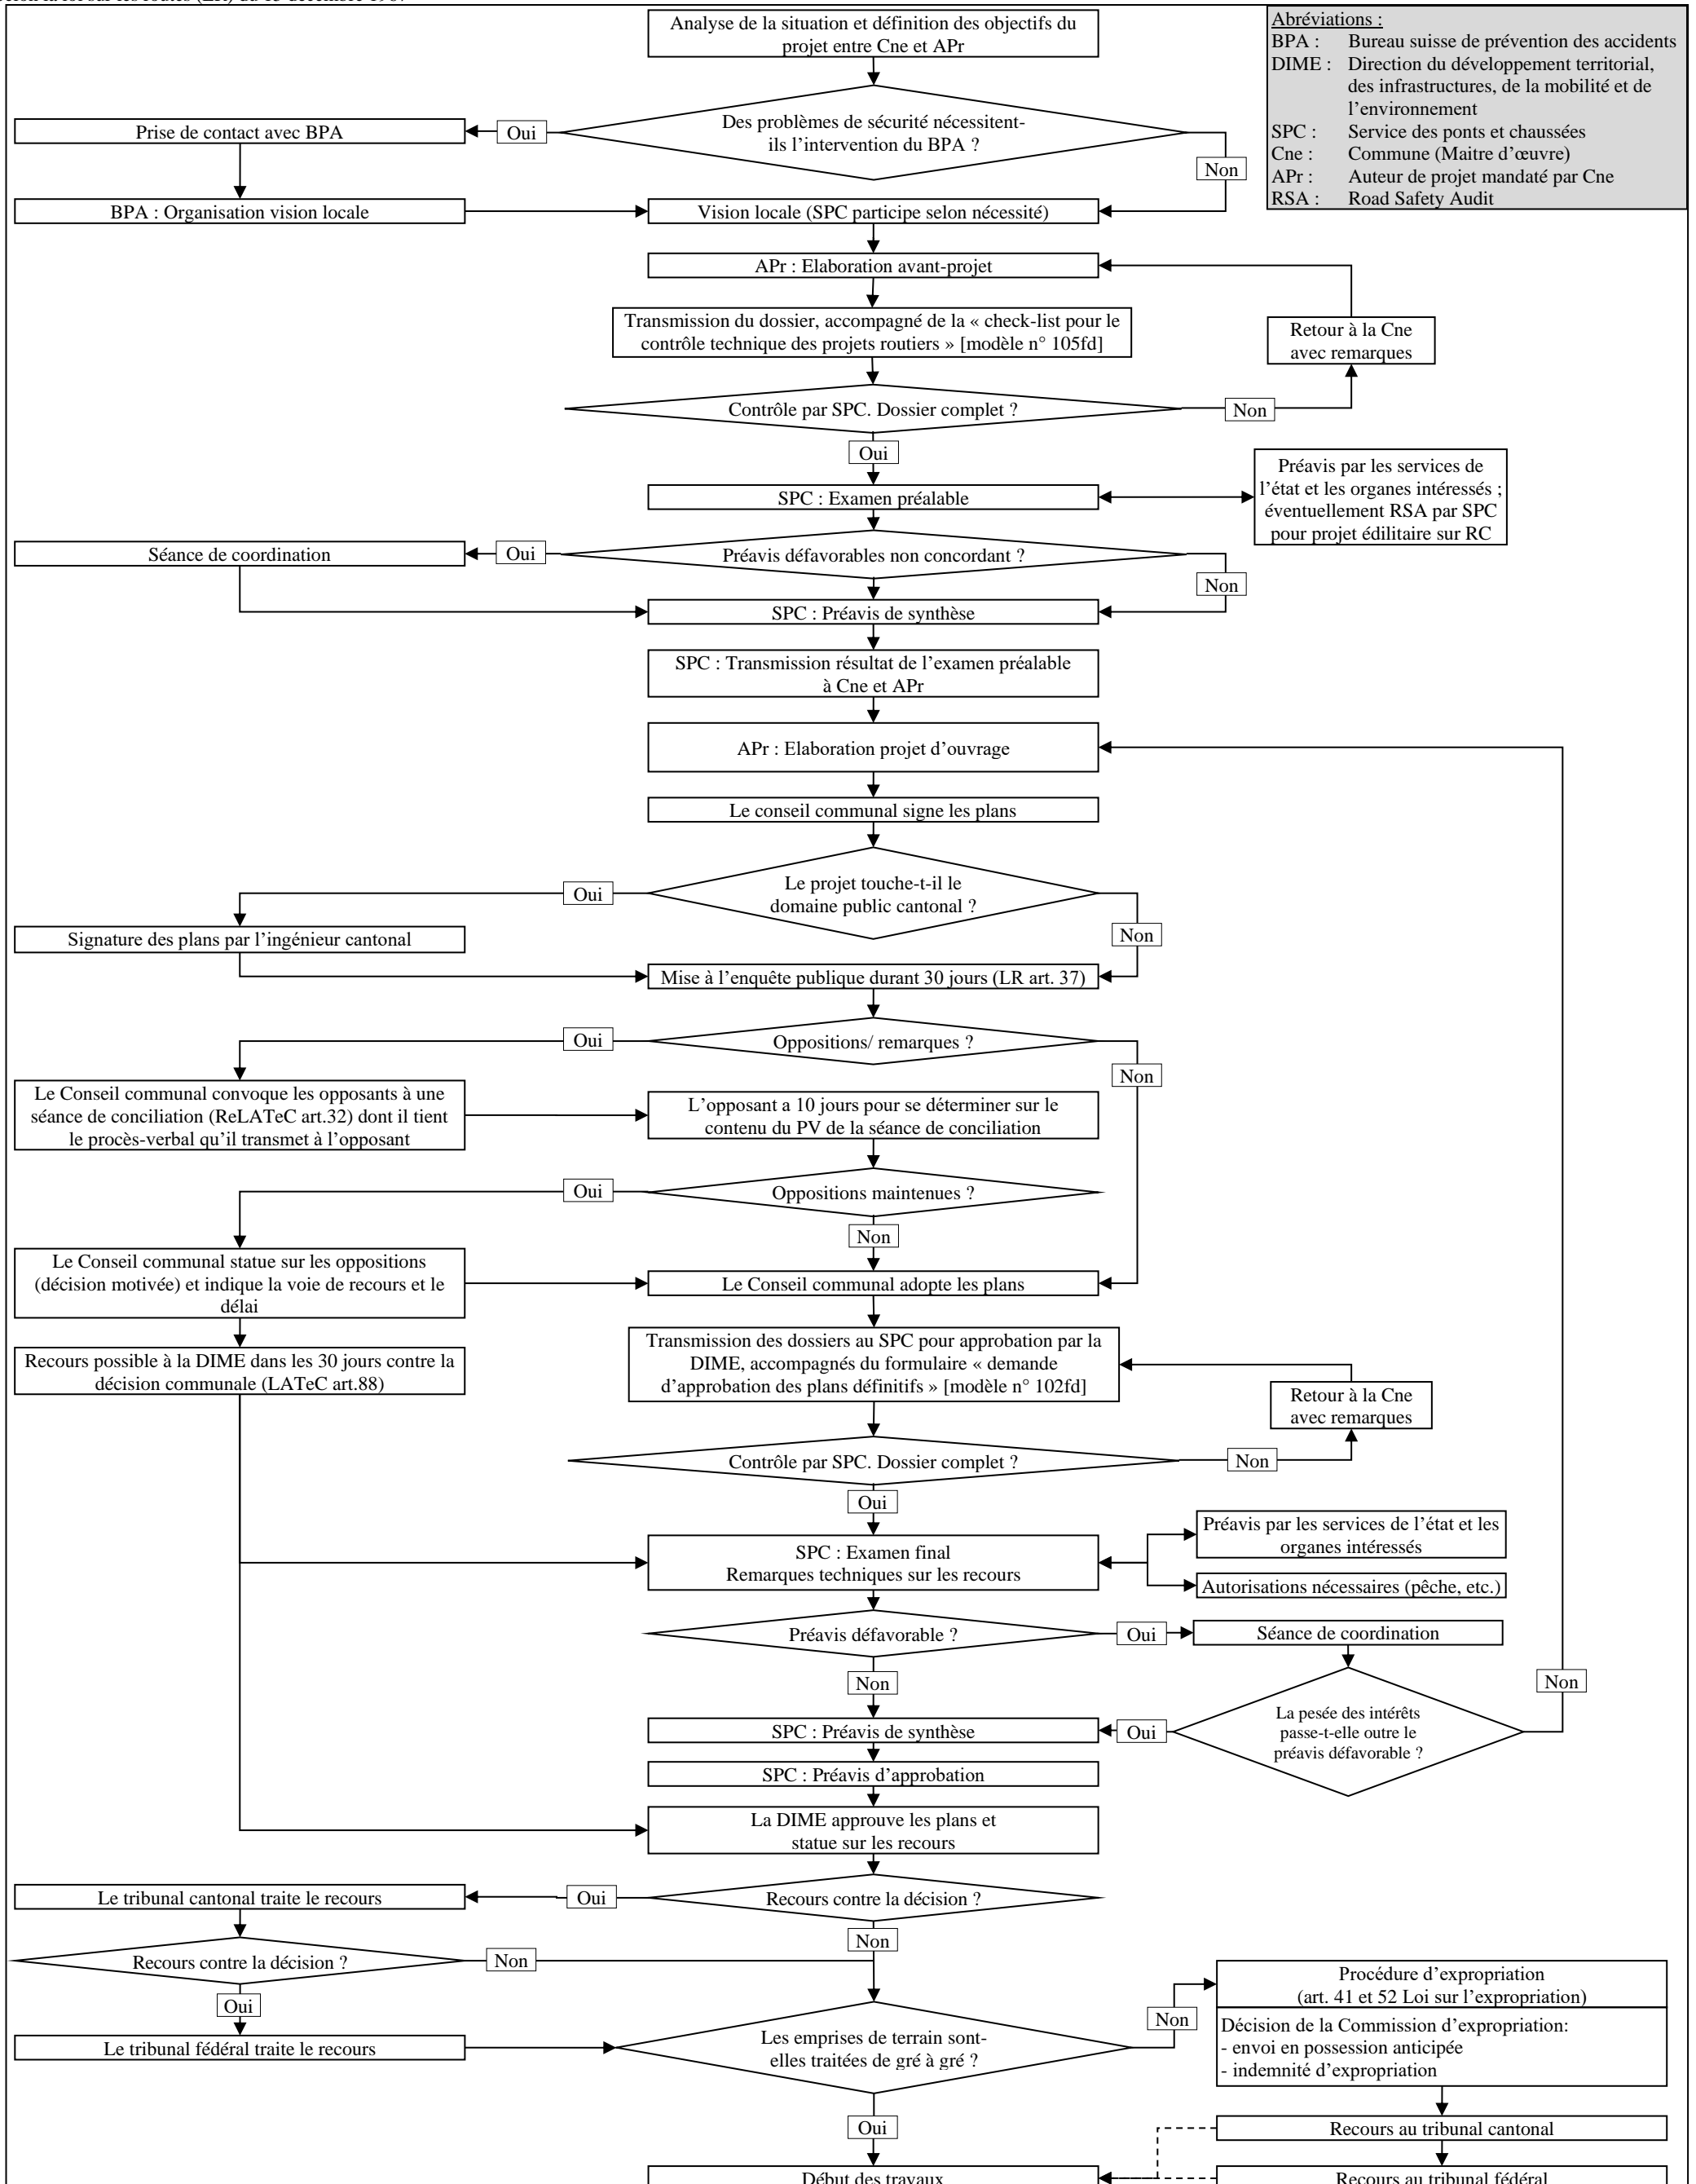 Analyse de la situation et définition des objectifs du
projet entre Cne et APr
Abréviations :
BPA : Bureau suisse de prévention des accidents
DIME : Direction du développement territorial,
des infrastructures, de la mobilité et de
l’environnement
SPC : Service des ponts et chaussées
Cne : Commune (Maitre d’œuvre)
APr : Auteur de projet mandaté par Cne
RSA : Road Safety Audit
Des problèmes de sécurité nécessitent-
ils l’intervention du BPA ?
Oui
Prise de contact avec BPA
Non
BPA : Organisation vision locale
Vision locale (SPC participe selon nécessité)
APr : Elaboration avant-projet
Transmission du dossier, accompagné de la « check-list pour le
contrôle technique des projets routiers » [modèle n° 105fd]
Retour à la Cne
avec remarques
Contrôle par SPC. Dossier complet ?
Non
Oui
SPC : Examen préalable
Préavis par les services de
l’état et les organes intéressés ;
éventuellement RSA par SPC
pour projet édilitaire sur RC
Séance de coordination
Oui
Préavis défavorables non concordant ?
Non
SPC : Préavis de synthèse
SPC : Transmission résultat de l’examen préalable
à Cne et APr
APr : Elaboration projet d’ouvrage
Le conseil communal signe les plans
Le projet touche-t-il le
domaine public cantonal ?
Oui
Non
Signature des plans par l’ingénieur cantonal
Mise à l’enquête publique durant 30 jours (LR art. 37)
Oppositions/ remarques ?
Oui
Non
Le Conseil communal convoque les opposants à une
séance de conciliation (ReLATeC art.32) dont il tient
le procès-verbal qu’il transmet à l’opposant
L’opposant a 10 jours pour se déterminer sur le
contenu du PV de la séance de conciliation
Oppositions maintenues ?
Oui
Non
Le Conseil communal statue sur les oppositions
(décision motivée) et indique la voie de recours et le
délai
Le Conseil communal adopte les plans
Recours possible à la DIME dans les 30 jours contre la
décision communale (LATeC art.88)
Transmission des dossiers au SPC pour approbation par la
DIME, accompagnés du formulaire « demande
d’approbation des plans définitifs » [modèle n° 102fd]
Retour à la Cne
avec remarques
Contrôle par SPC. Dossier complet ?
Non
Oui
SPC : Examen final
Remarques techniques sur les recours
Préavis par les services de l’état et les
organes intéressés
Autorisations nécessaires (pêche, etc.)
Préavis défavorable ?
Oui
Séance de coordination
Non
La pesée des intérêts
passe-t-elle outre le
préavis défavorable ?
Oui
Non
SPC : Préavis de synthèse
SPC : Préavis d’approbation
La DIME approuve les plans et
statue sur les recours
Recours contre la décision ?
Oui
Le tribunal cantonal traite le recours
Non
Recours contre la décision ?
Non
Oui
Le tribunal fédéral traite le recours
Les emprises de terrain sont-
elles traitées de gré à gré ?
Non
Procédure d’expropriation
(art. 41 et 52 Loi sur l’expropriation)
Décision de la Commission d’expropriation:
- envoi en possession anticipée
- indemnité d’expropriation
Oui
Recours au tribunal cantonal
Début des travaux
Recours au tribunal fédéral